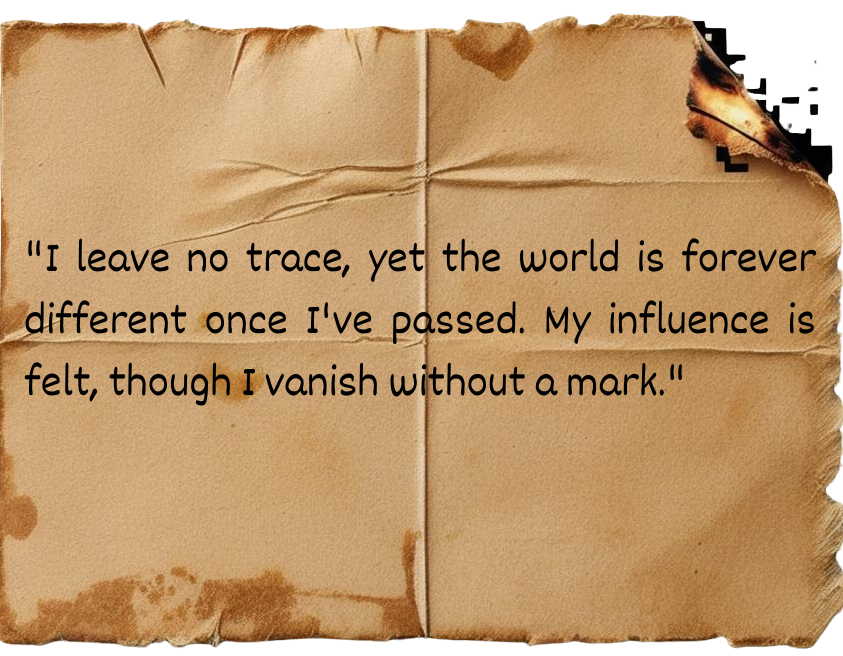 "I leave no trace, yet the world is forever
different once I've passed. My influence is
felt, though I vanish without a mark."